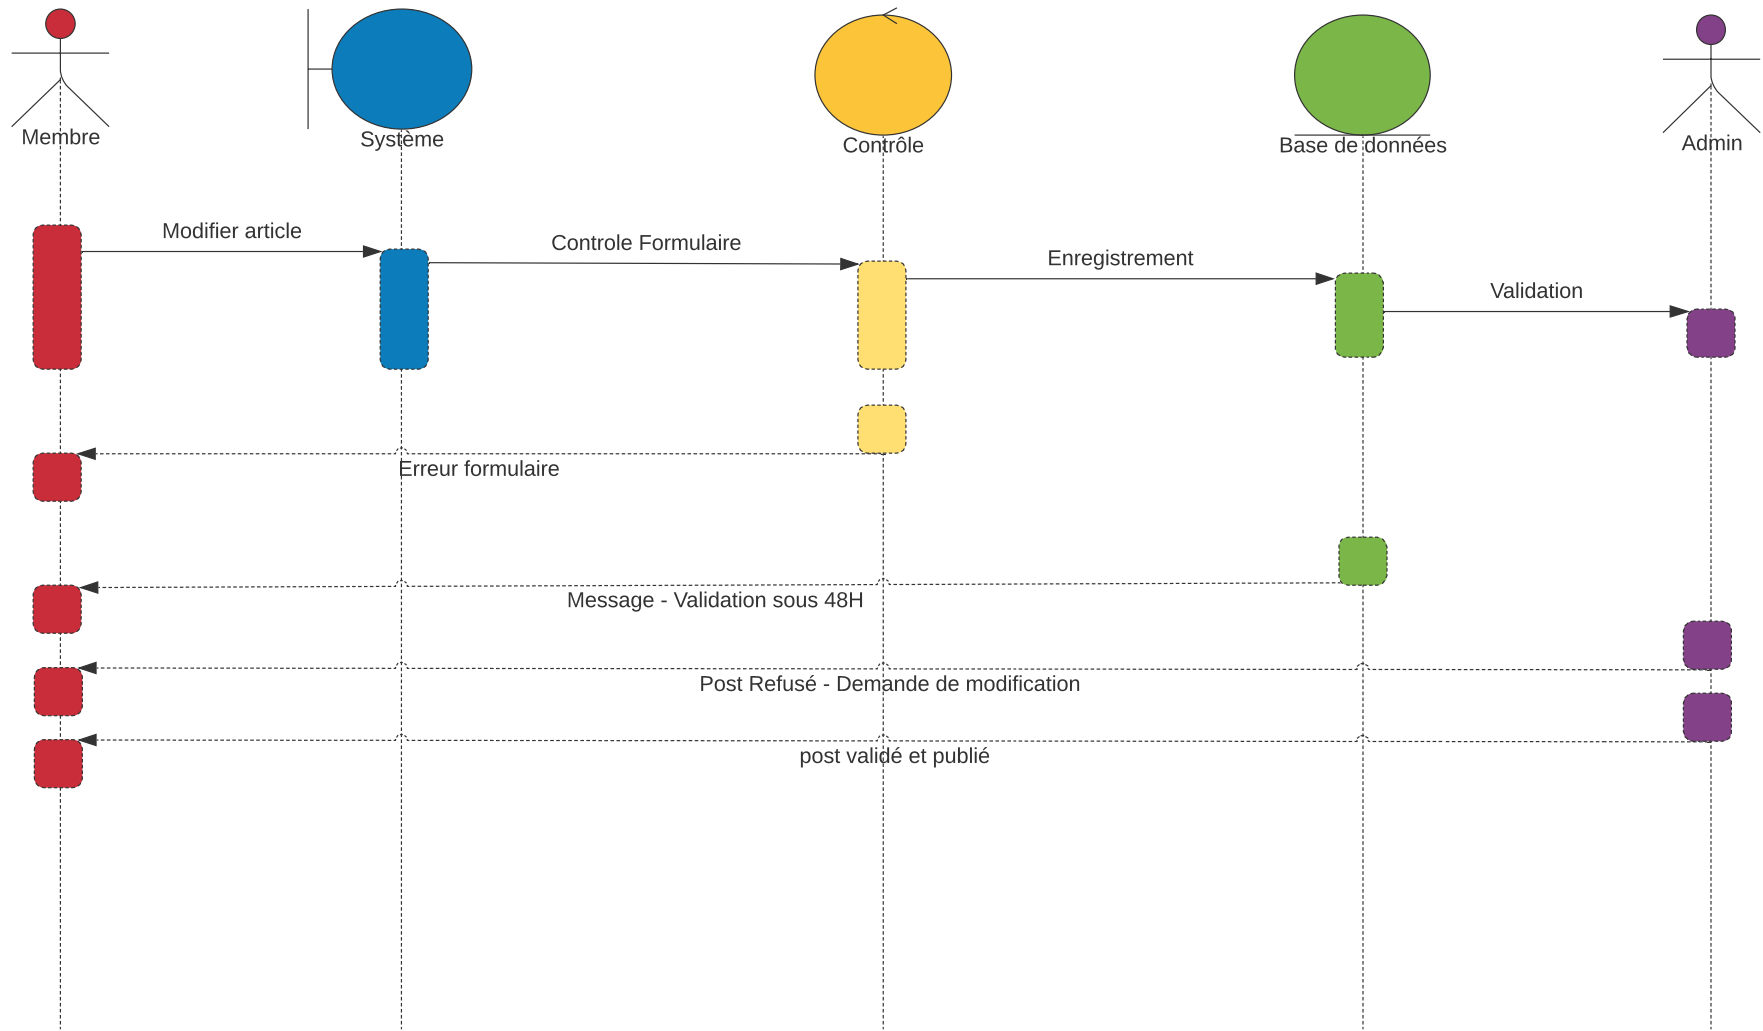 Membre
Système
Contrôle
Base de données
Admin
Modifier article
Controle Formulaire
Enregistrement
Validation
Erreur formulaire
Message - Validation sous 48H
Post Refusé - Demande de modification
post validé et publié